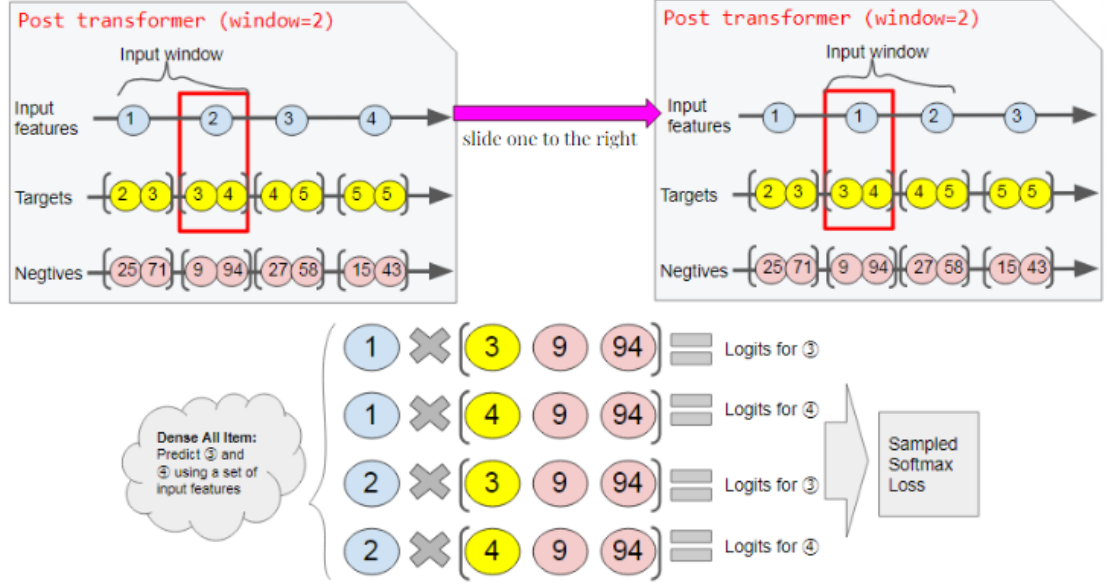 Post transformer (window=2)
Input window
Input features
1 2 3 4
Targets
[2 3] [3 4] [4 5] [5 5]
Negtives
[25 71] [9 94] [27 58] [15 43]
slide one to the right
Post transformer (window=2)
Input window
Input
features
1 1 2 3
Targets
[2 3] [3 4] [4 5] [5 5]
Negtives
[25 71] [9 94] [27 58] [15 43]
Dense All Item:
Predict ③ and
④ using a set of
input features
1 × [3 9 94] = Logits for ③
1 × [4 9 94] = Logits for ④
2 × [3 9 94] = Logits for ③
2 × [4 9 94] = Logits for ④
Sampled
Softmax
Loss